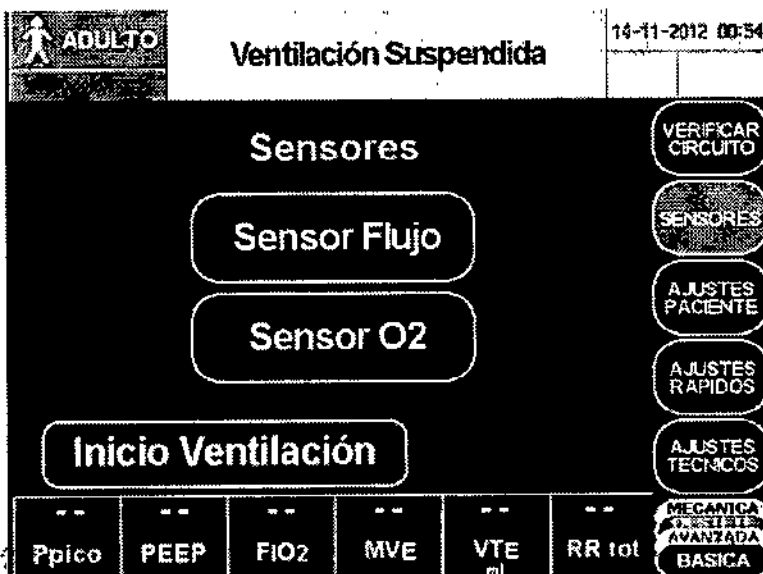 ADULTO
Ventilación Suspendida
14-11-2012 00:54
Sensores
Sensor Flujo
Sensor O2
Inicio Ventilación
VERIFICAR
CIRCUITO
SENSORES
AJUSTES
PACIENTE
AJUSTES
RAPIDOS
AJUSTES
TECNICOS
MECANICA
AVANZADA
BASICA
-- -- -- -- -- --
Ppico PEEP FIO2 MVE VTE RR tot
ml